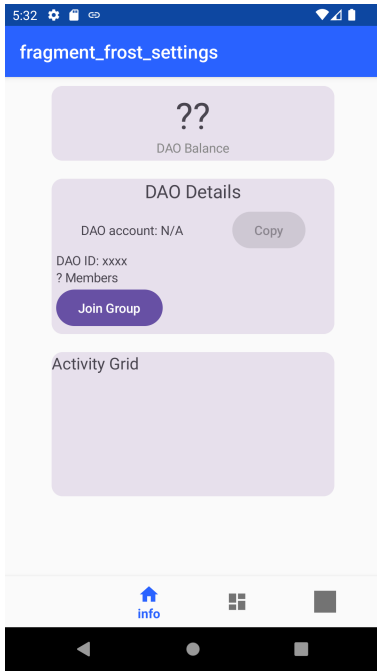 5:32
fragment_frost_settings
??
DAO Balance
DAO Details
DAO account: N/A
Copy
DAO ID: xxxx
? Members
Join Group
Activity Grid
info